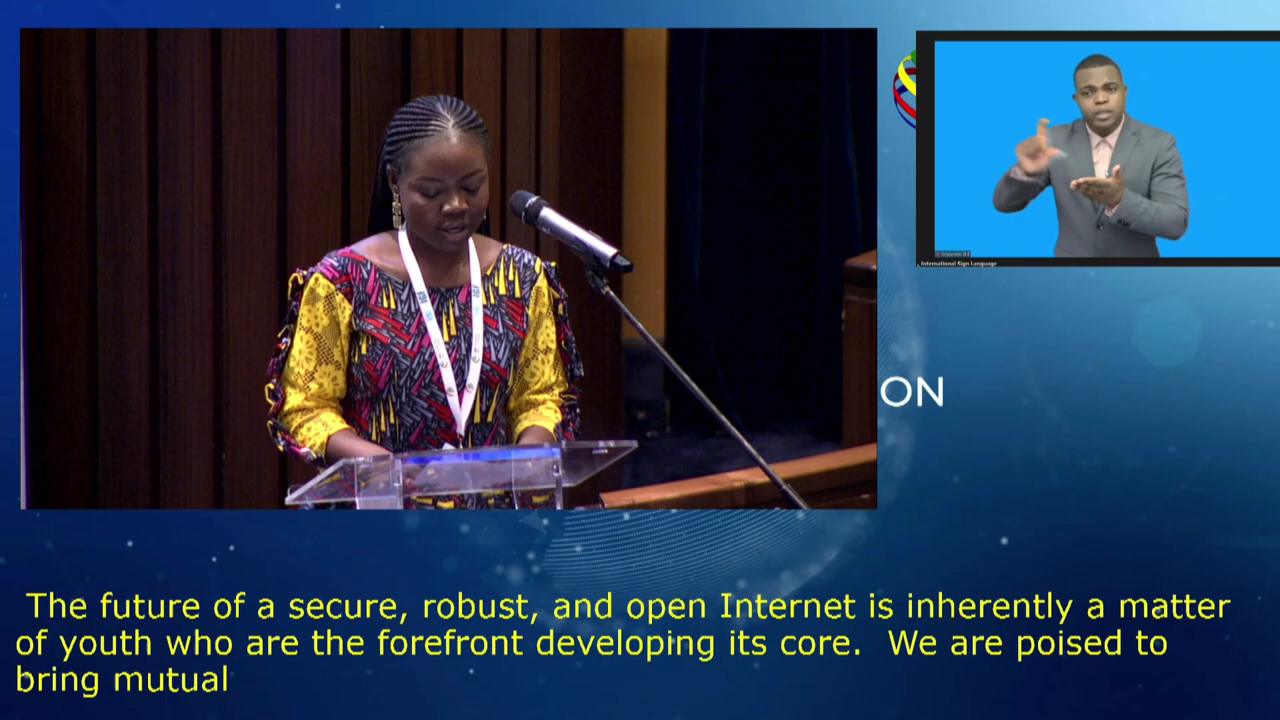 International Sign Language
ON
The future of a secure, robust, and open Internet is inherently a matter
of youth who are the forefront developing its core.  We are poised to
bring mutual